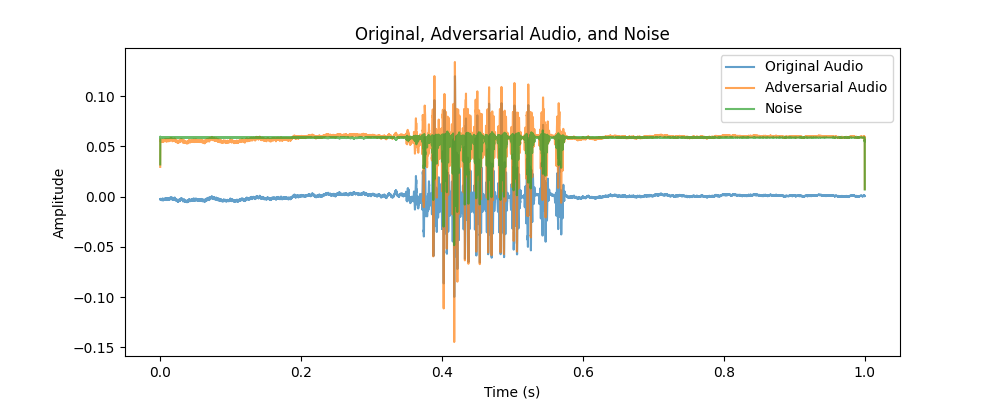 Original, Adversarial Audio, and Noise
Original Audio
Adversarial Audio
Noise
Amplitude
0.10
0.05
0.00
−0.05
−0.10
−0.15
0.0 0.2 0.4 0.6 0.8 1.0
Time (s)